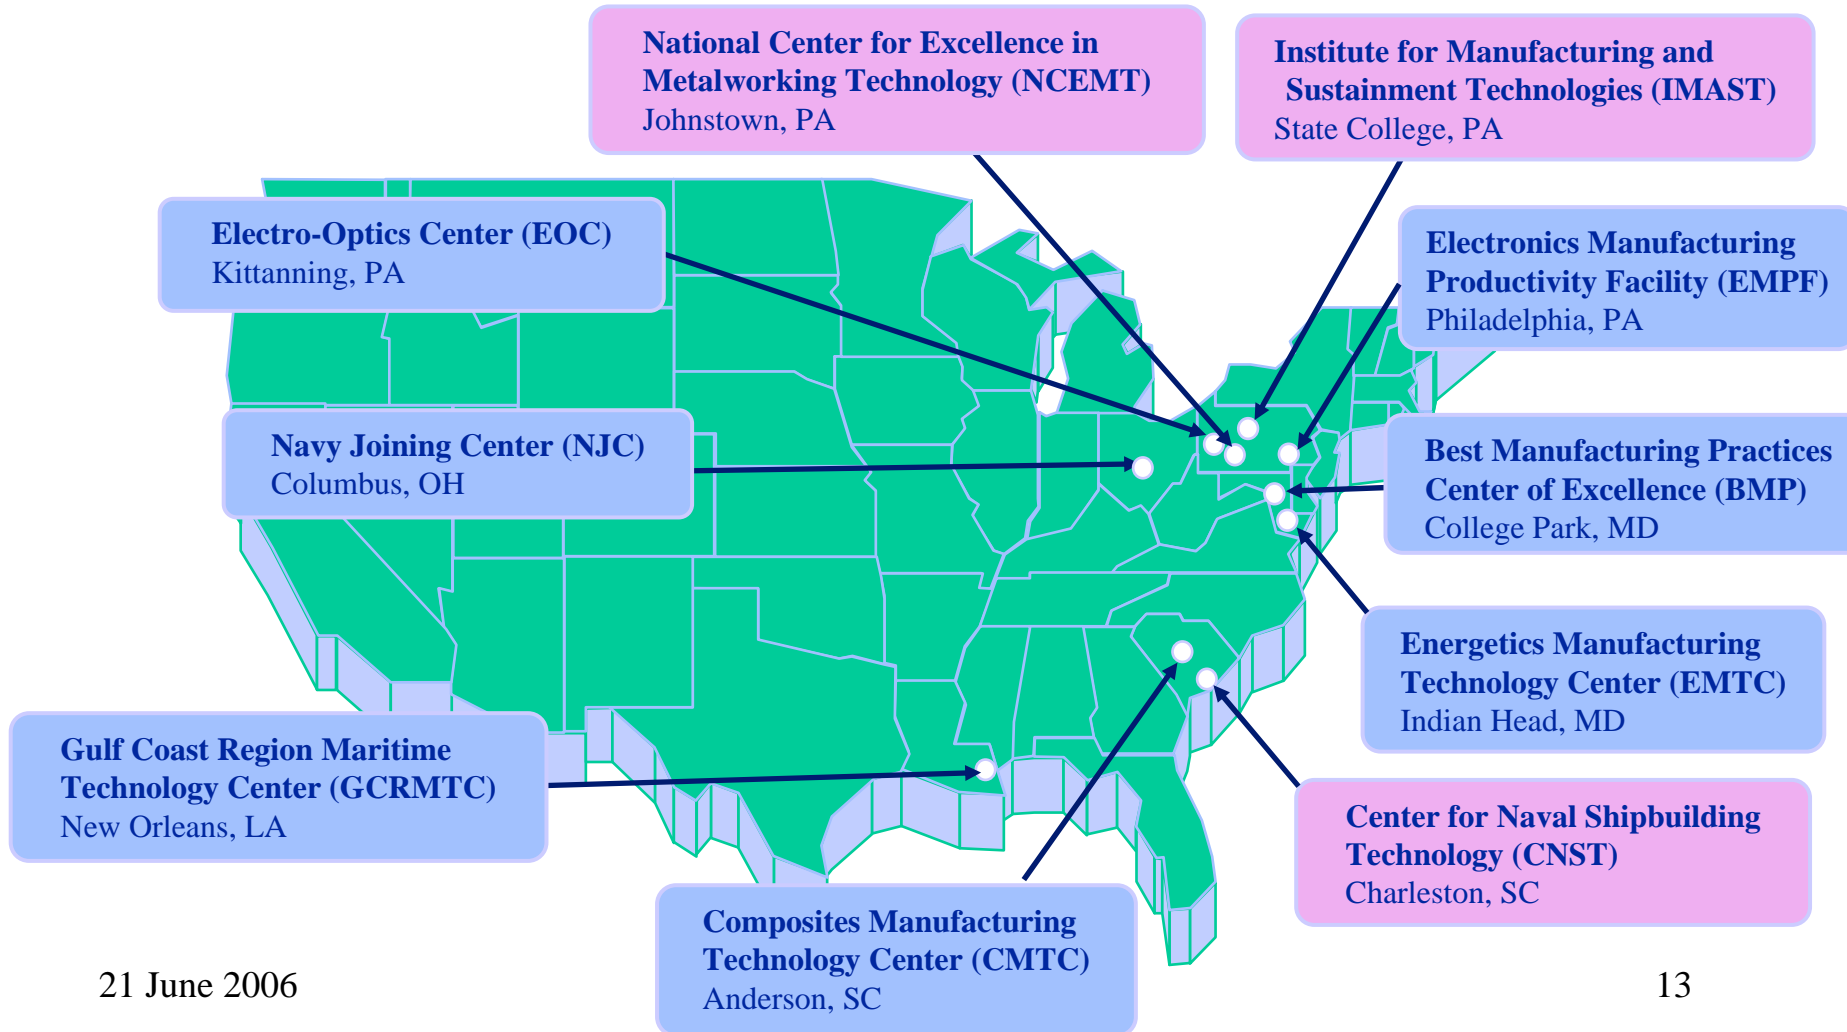 National Center for Excellence in
Metalworking Technology (NCEMT)
Johnstown, PA
Institute for Manufacturing and
Sustainment Technologies (IMAST)
State College, PA
Electro-Optics Center (EOC)
Kittanning, PA
Electronics Manufacturing
Productivity Facility (EMPF)
Philadelphia, PA
Navy Joining Center (NJC)
Columbus, OH
Best Manufacturing Practices
Center of Excellence (BMP)
College Park, MD
Energetics Manufacturing
Technology Center (EMTC)
Indian Head, MD
Gulf Coast Region Maritime
Technology Center (GCRMTC)
New Orleans, LA
Center for Naval Shipbuilding
Technology (CNST)
Charleston, SC
Composites Manufacturing
Technology Center (CMTC)
Anderson, SC
21 June 2006
13